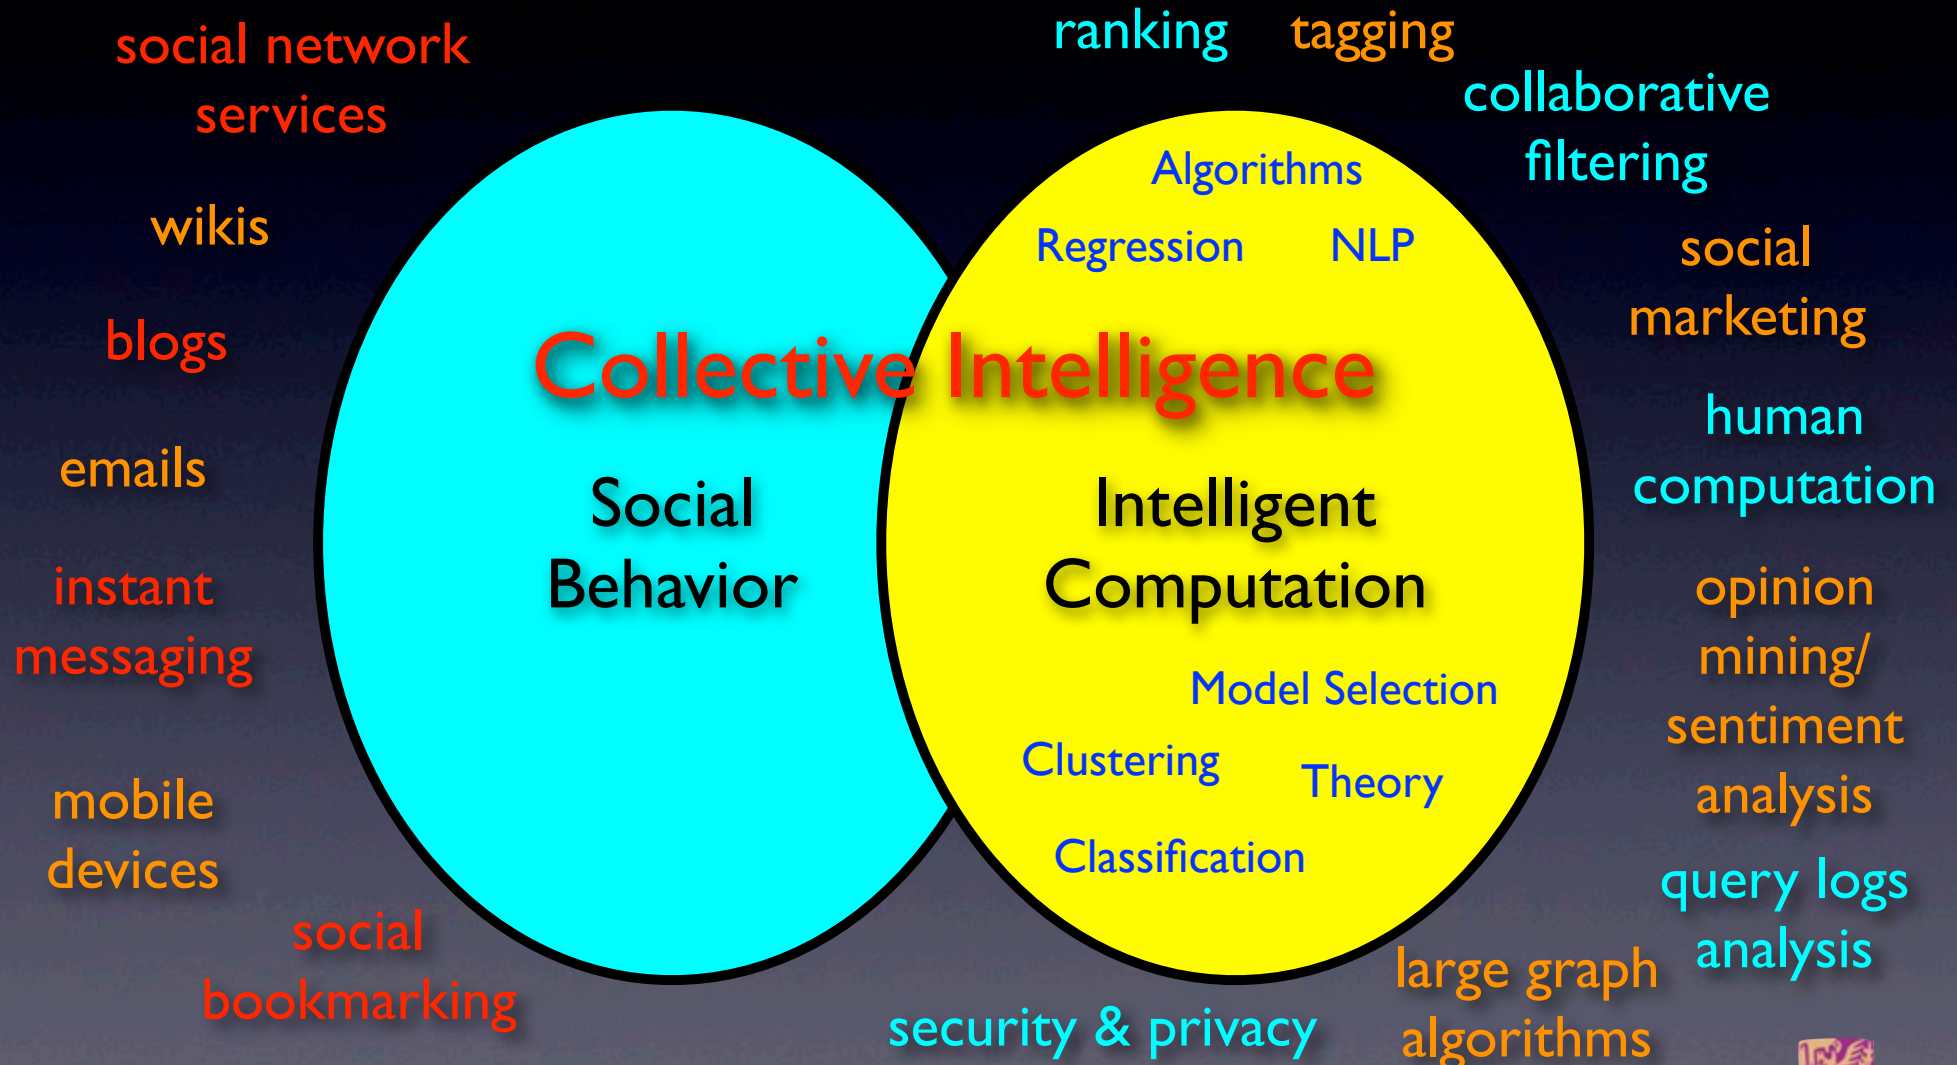 social network
services
wikis
blogs
emails
instant
messaging
mobile
devices
social
bookmarking
Collective Intelligence
Social
Behavior
Algorithms
Regression NLP
Intelligent
Computation
Model Selection
Clustering
Theory
Classification
ranking tagging
collaborative
filtering
social
marketing
human
computation
opinion
mining/
sentiment
analysis
query logs
analysis
large graph
algorithms
security & privacy